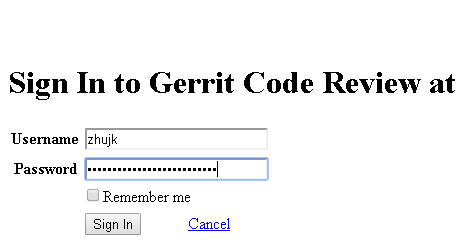 Sign In to Gerrit Code Review at
Username zhujk
Password
Remember me
Sign In Cancel